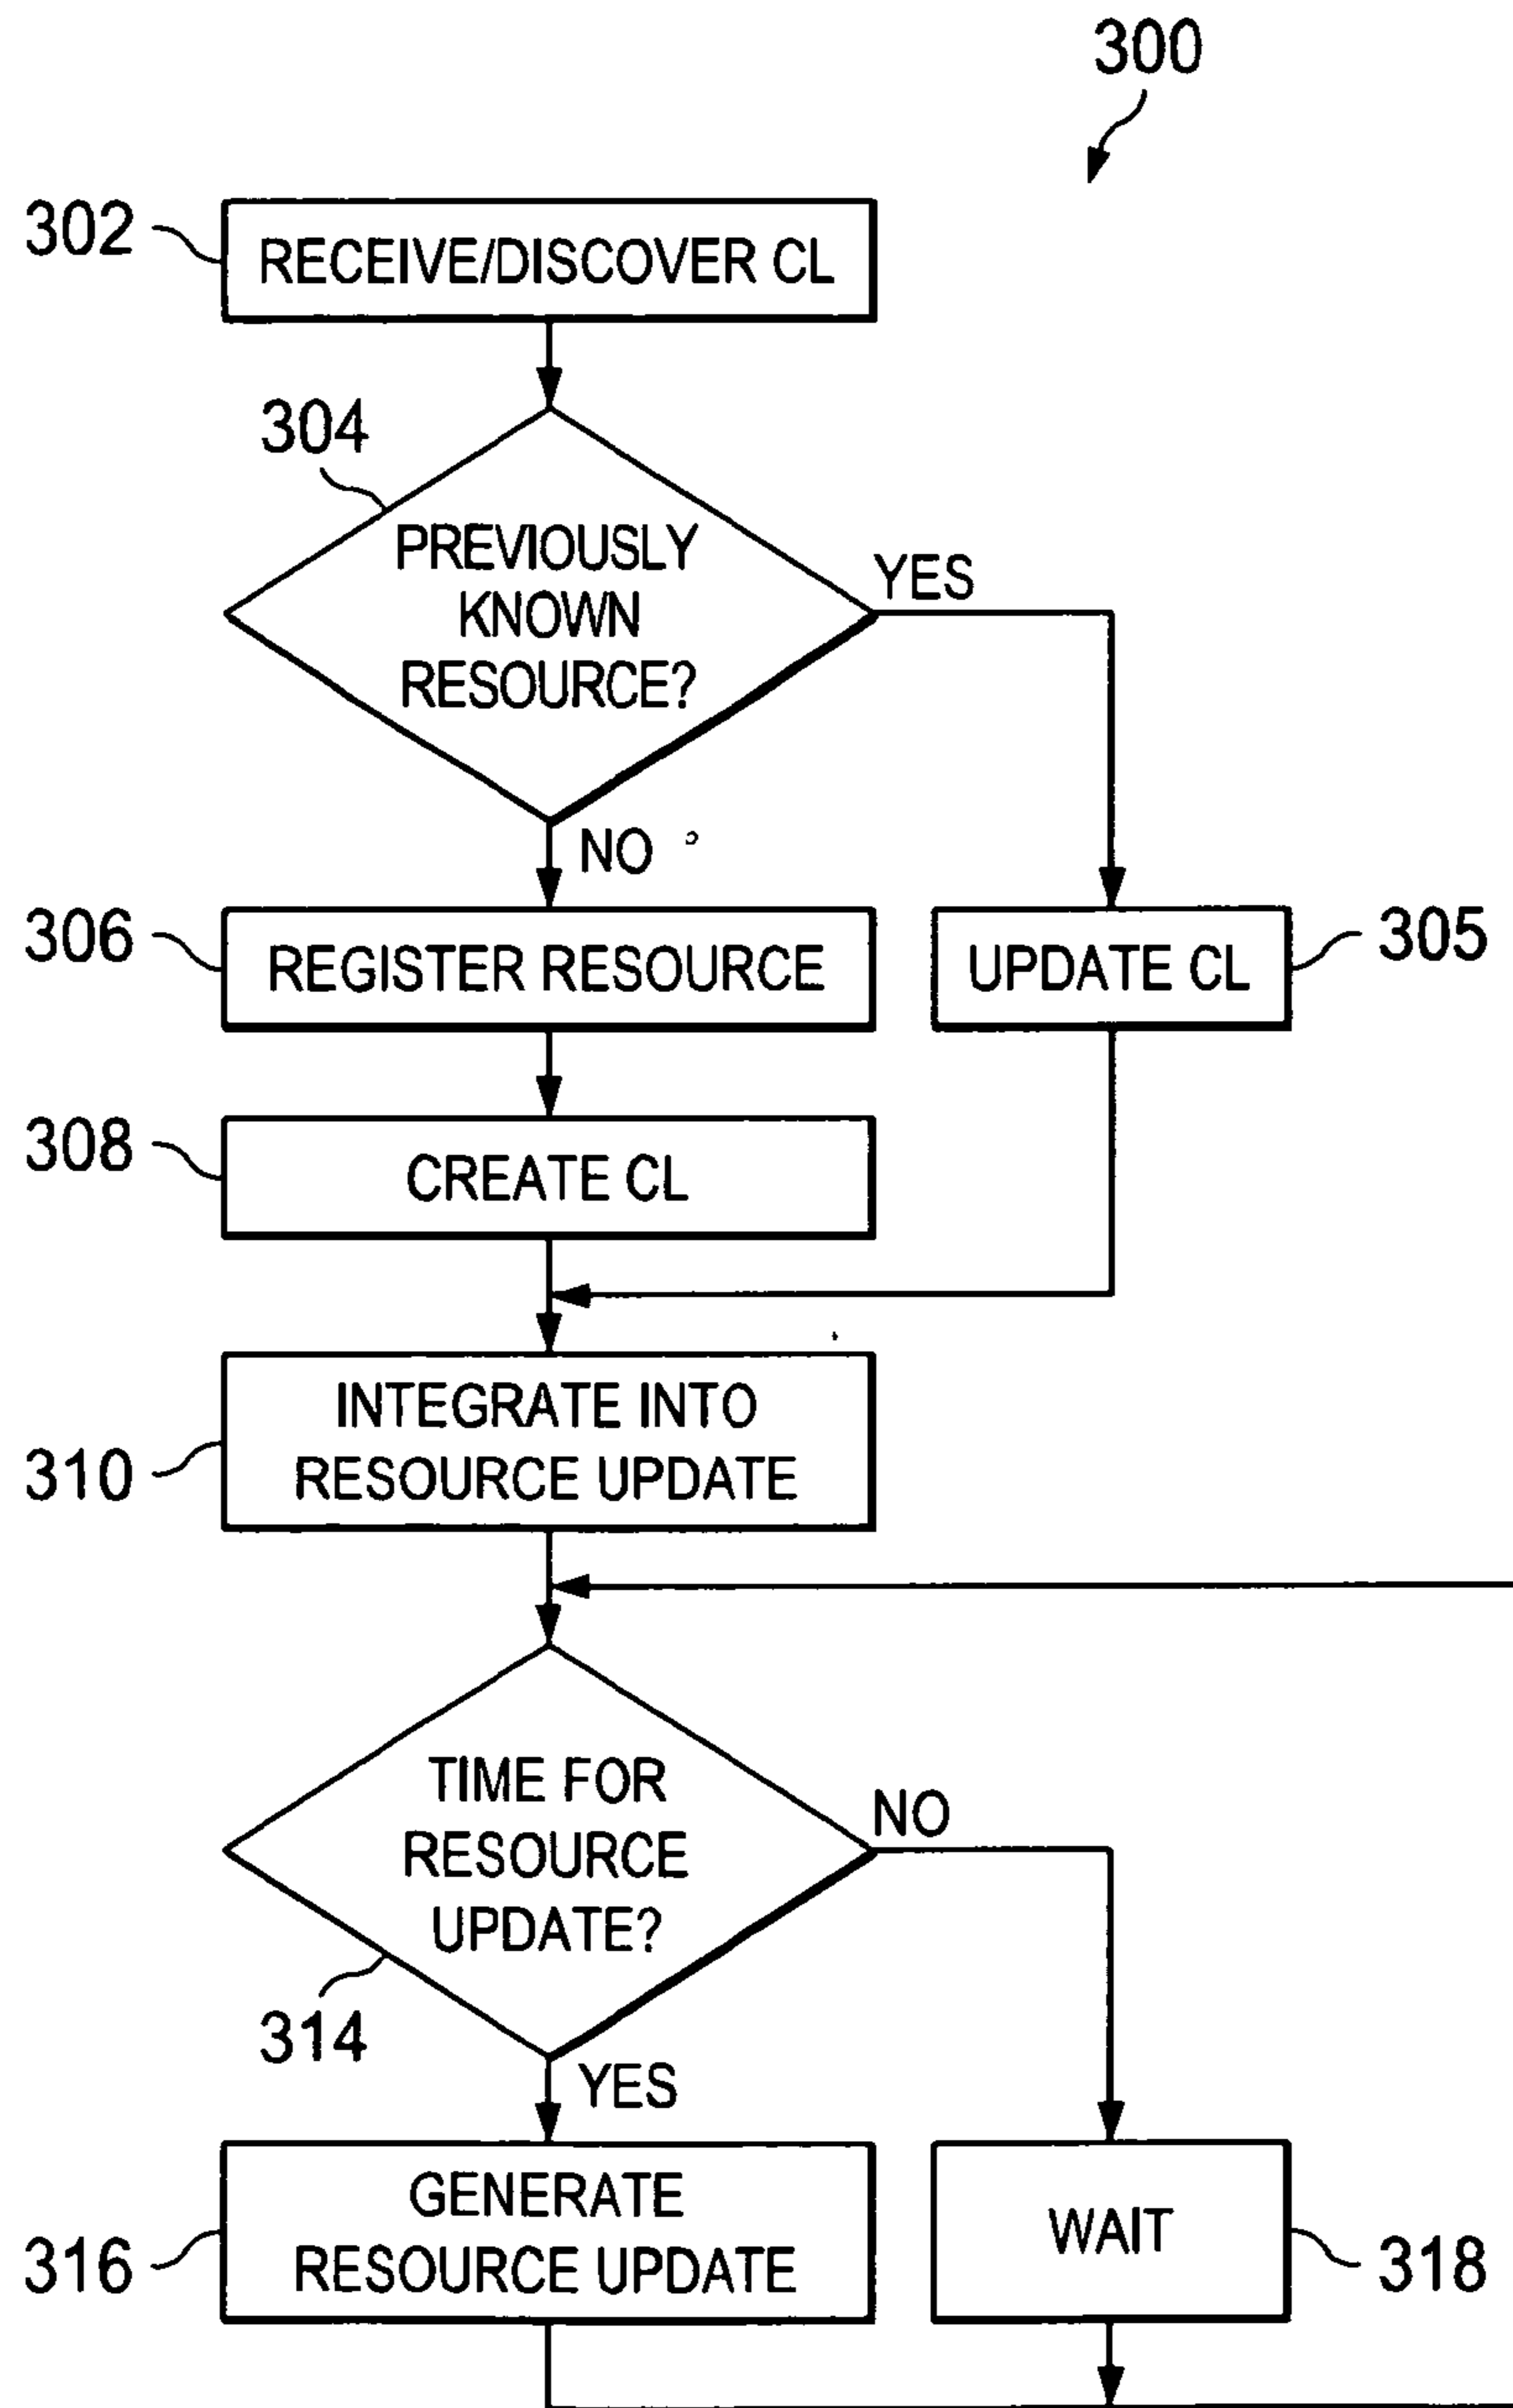 300
302
RECEIVE/DISCOVER CL
304
PREVIOUSLY
KNOWN
RESOURCE?
YES
NO
306
REGISTER RESOURCE
UPDATE CL
305
308
CREATE CL
INTEGRATE INTO
RESOURCE UPDATE
310
TIME FOR
RESOURCE
UPDATE?
NO
314
YES
GENERATE
RESOURCE UPDATE
316
WAIT
318